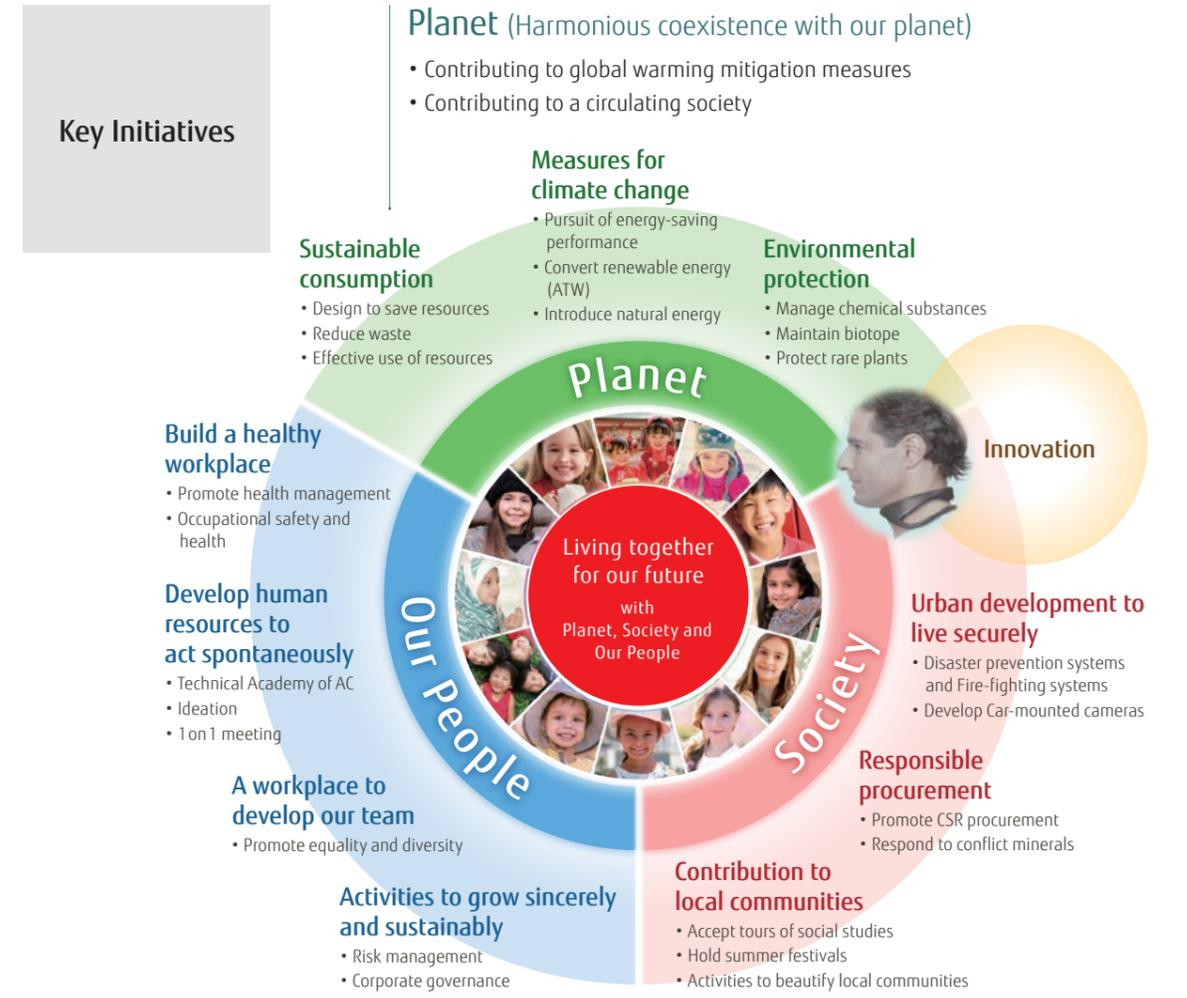 Key Initiatives
Planet (Harmonious coexistence with our planet)
• Contributing to global warming mitigation measures
• Contributing to a circulating society
Measures for
climate change
• Pursuit of energy-saving
performance
• Convert renewable energy
(ATW)
• Introduce natural energy
Sustainable
consumption
• Design to save resources
• Reduce waste
• Effective use of resources
Environmental
protection
• Manage chemical substances
• Maintain biotope
• Protect rare plants
Planet
Innovation
Build a healthy
workplace
• Promote health management
• Occupational safety and
health
Develop human
resources to
act spontaneously
• Technical Academy of AC
• Ideation
• 1 on 1 meeting
A workplace to
develop our team
• Promote equality and diversity
Activities to grow sincerely
and sustainably
• Risk management
• Corporate governance
Our People
Living together
for our future
with
Planet, Society and
Our People
Society
Urban development to
live securely
• Disaster prevention systems
and Fire-fighting systems
• Develop Car-mounted cameras
Responsible
procurement
• Promote CSR procurement
• Respond to conflict minerals
Contribution to
local communities
• Accept tours of social studies
• Hold summer festivals
• Activities to beautify local communities